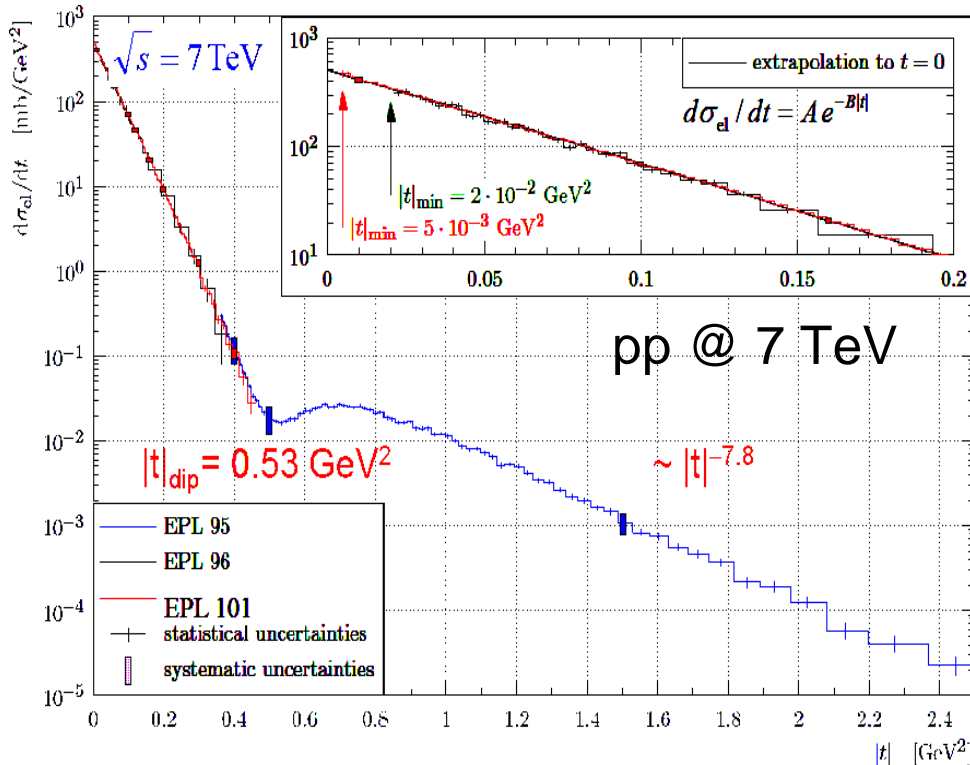 dσel/dt [mb/GeV²]
10³
10²
10
10⁰
10⁻¹
10⁻²
10⁻³
10⁻⁴
10⁻⁵
√s = 7 TeV
10³
10²
10¹
extrapolation to t = 0
dσel/dt = Ae^−B|t|
|t|min = 2 · 10⁻² GeV²
|t|min = 5 · 10⁻³ GeV²
0 0.05 0.1 0.15 0.2
pp @ 7 TeV
|t|dip = 0.53 GeV²
~ |t|⁻⁷·⁸
EPL 95
EPL 96
EPL 101
statistical uncertainties
systematic uncertainties
0 0.2 0.4 0.6 0.8 1 1.2 1.4 1.6 1.8 2 2.2 2.4
|t| [GeV²]